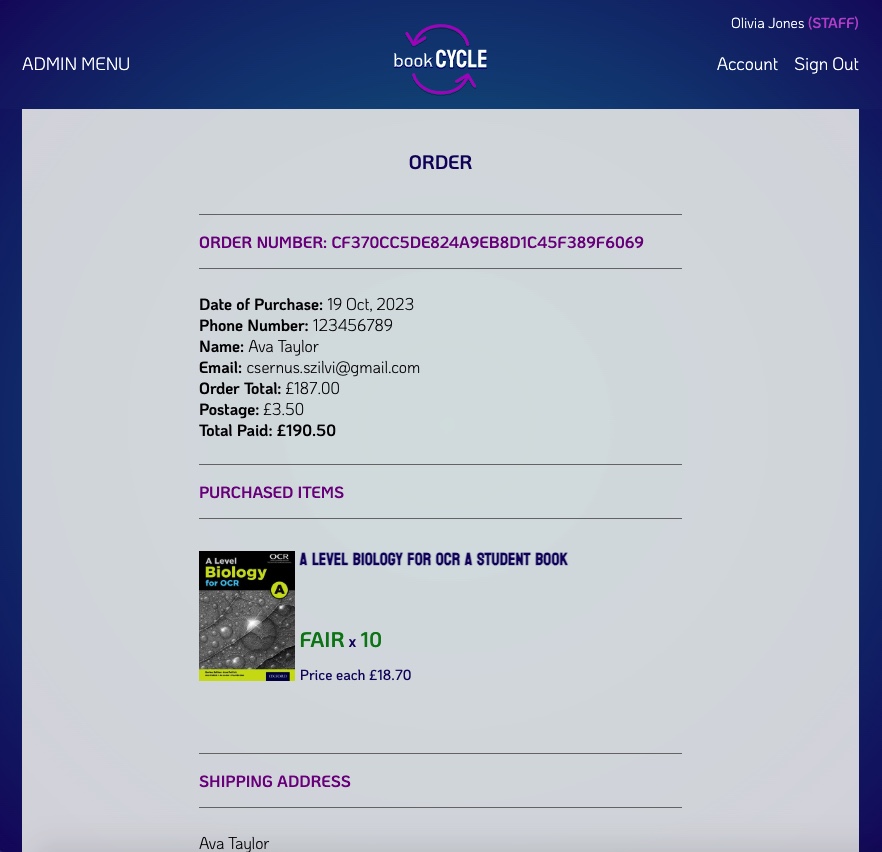 Olivia Jones (STAFF)
ADMIN MENU
book CYCLE
Account Sign Out
ORDER
ORDER NUMBER: CF370CC5DE824A9EB8D1C45F389F6069
Date of Purchase: 19 Oct, 2023
Phone Number: 123456789
Name: Ava Taylor
Email: csernus.szilvi@gmail.com
Order Total: £187.00
Postage: £3.50
Total Paid: £190.50
PURCHASED ITEMS
OCR
A Level
Biology
for OCR
A
A LEVEL BIOLOGY FOR OCR A STUDENT BOOK
FAIR x 10
Price each £18.70
OXFORD
SHIPPING ADDRESS
Ava Taylor